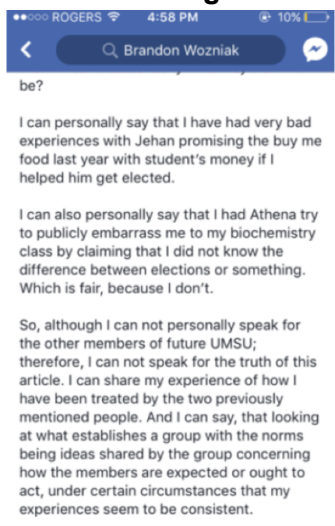 ROGERS 4:58 PM 10%
Brandon Wozniak
be?
I can personally say that I have had very bad
experiences with Jehan promising the buy me
food last year with student's money if I
helped him get elected.
I can also personally say that I had Athena try
to publicly embarrass me to my biochemistry
class by claiming that I did not know the
difference between elections or something.
Which is fair, because I don't.
So, although I can not personally speak for
the other members of future UMSU;
therefore, I can not speak for the truth of this
article. I can share my experience of how I
have been treated by the two previously
mentioned people. And I can say, that looking
at what establishes a group with the norms
being ideas shared by the group concerning
how the members are expected or ought to
act, under certain circumstances that my
experiences seem to be consistent.